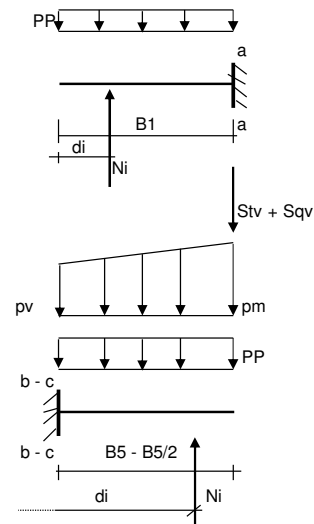 PP
a
B1
a
di
Ni
Stv + Sqv
pv
pm
PP
b - c
b - c
B5 - B5/2
di
Ni